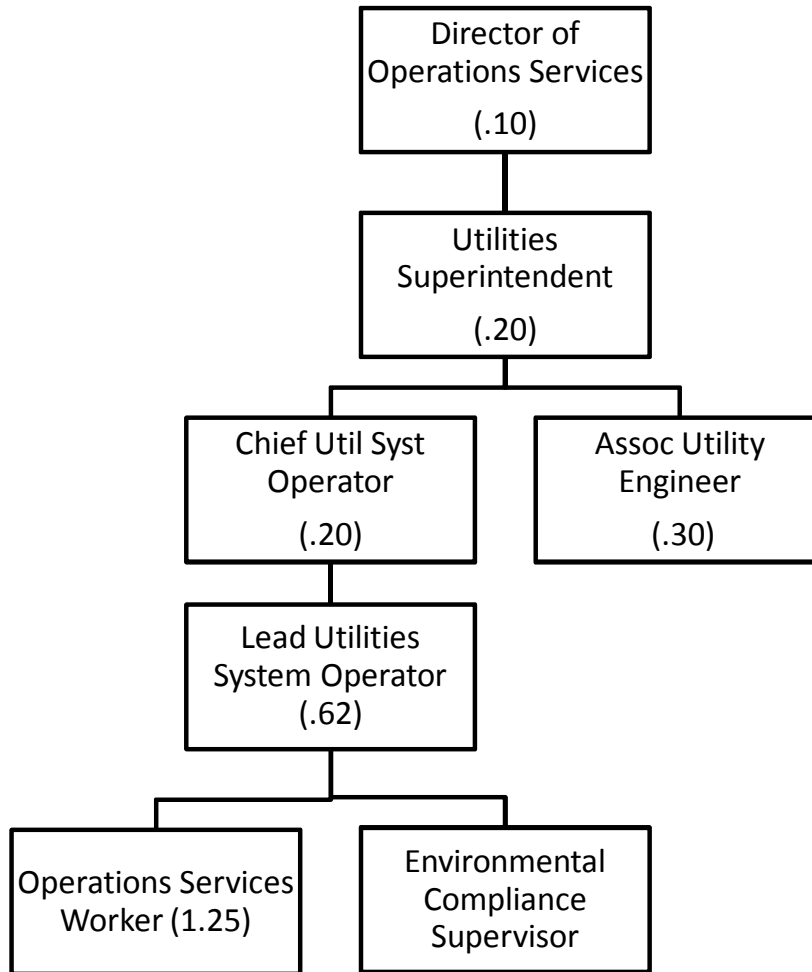 Director of
Operations Services
(.10)
Utilities
Superintendent
(.20)
Chief Util Syst
Operator
(.20)
Assoc Utility
Engineer
(.30)
Lead Utilities
System Operator
(.62)
Operations Services
Worker (1.25)
Environmental
Compliance
Supervisor